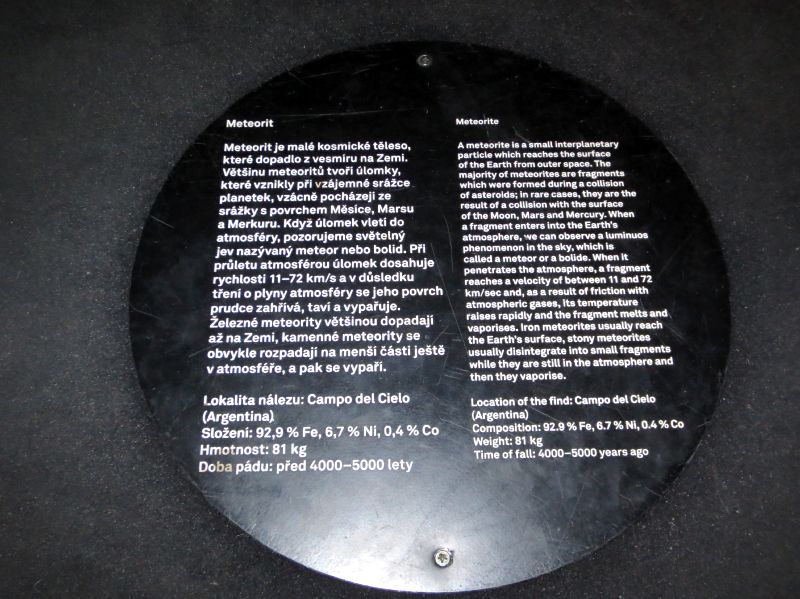 Meteorit
Meteorit je malé kosmické těleso,
které dopadlo z vesmíru na Zemi.
Většinu meteoritů tvoří úlomky,
které vznikly při vzájemné srážce
planetek, vzácně pocházejí ze
srážky s povrchem Měsíce, Marsu
a Merkuru. Když úlomek vletí do
atmosféry, pozorujeme světelný
jev nazývaný meteor nebo bolid. Při
průletu atmosférou úlomek dosahuje
rychlosti 11–72 km/s a v důsledku
tření o plyny atmosféry se jeho povrch
prudce zahřívá, taví a vypařuje.
Železné meteority většinou dopadají
až na Zemi, kamenné meteority se
obvykle rozpadají na menší části ještě
v atmosféře, a pak se vypaří.
Lokalita nálezu: Campo del Cielo
(Argentina)
Složení: 92,9 % Fe, 6,7 % Ni, 0,4 % Co
Hmotnost: 81 kg
Doba pádu: před 4000–5000 lety
Meteorite
A meteorite is a small interplanetary
particle which reaches the surface
of the Earth from outer space. The
majority of meteorites are fragments
which were formed during a collision
of asteroids; in rare cases, they are the
result of a collision with the surface
of the Moon, Mars and Mercury. When
a fragment enters into the Earth's
atmosphere, we can observe a luminuos
phenomenon in the sky, which is
called a meteor or a bolide. When it
penetrates the atmosphere, a fragment
reaches a velocity of between 11 and 72
km/sec and, as a result of friction with
atmospheric gases, its temperature
raises rapidly and the fragment melts and
vaporises. Iron meteorites usually reach
the Earth's surface, stony meteorites
usually disintegrate into small fragments
while they are still in the atmosphere and
then they vaporise.
Location of the find: Campo del Cielo
(Argentina)
Composition: 92.9 % Fe, 6.7 % Ni, 0.4 % Co
Weight: 81 kg
Time of fall: 4000–5000 years ago